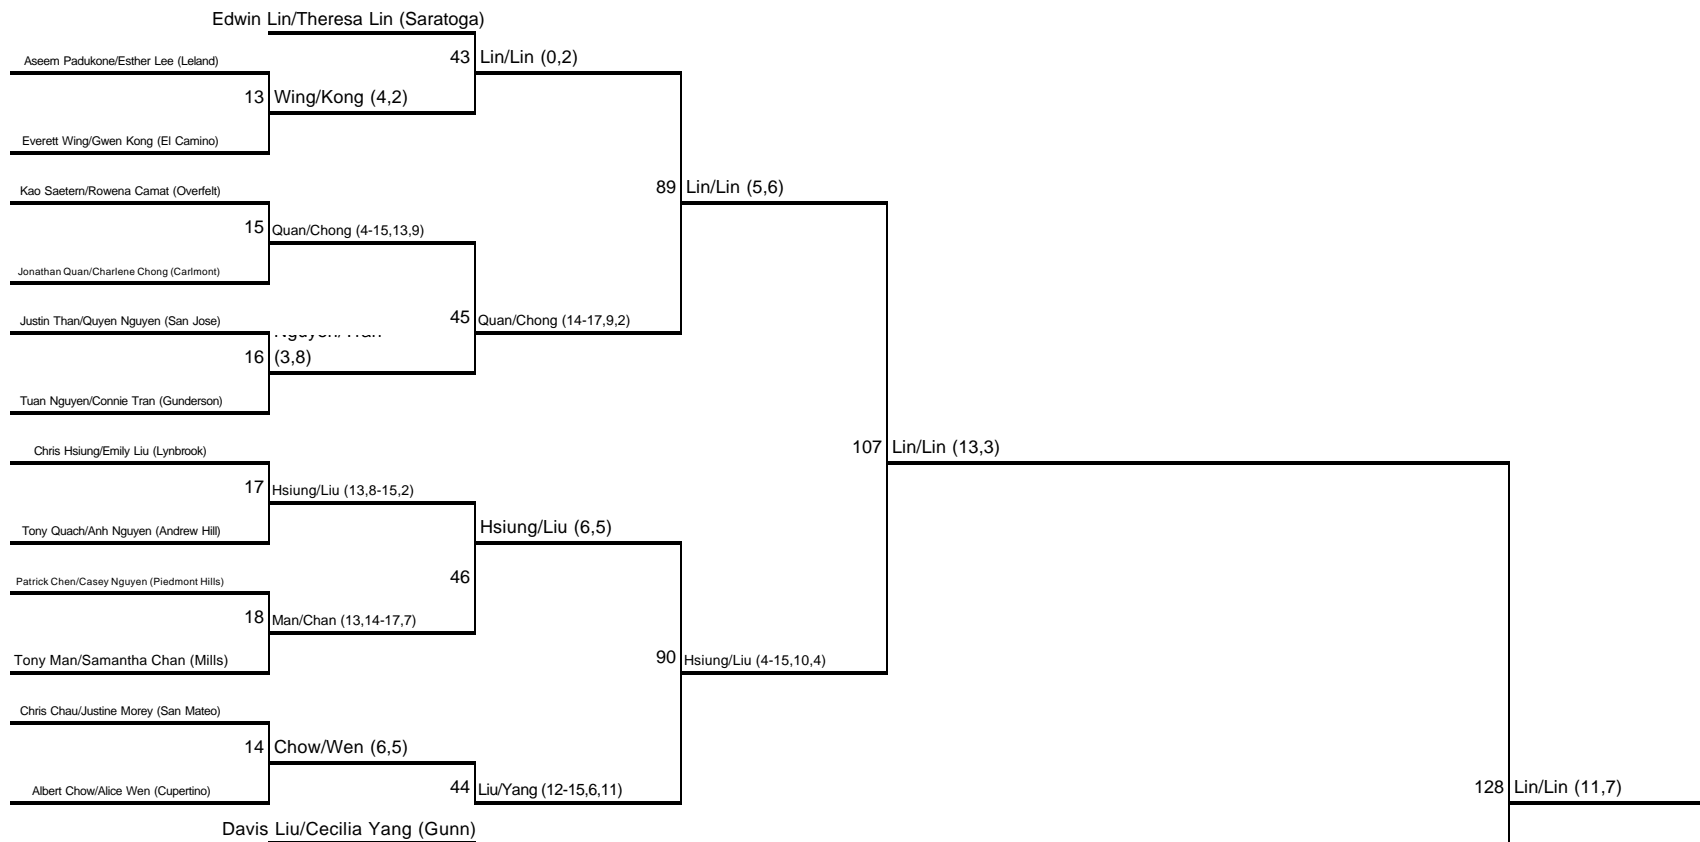 Edwin Lin/Theresa Lin (Saratoga)
43 Lin/Lin (0,2)
Aseem Padukone/Esther Lee (Leland)
13 Wing/Kong (4,2)
Everett Wing/Gwen Kong (El Camino)
Kao Saetern/Rowena Camat (Overfelt)
89 Lin/Lin (5,6)
15 Quan/Chong (4-15,13,9)
Jonathan Quan/Charlene Chong (Carlmont)
Justin Than/Quyen Nguyen (San Jose)
45 Quan/Chong (14-17,9,2)
16 (3,8)
Tuan Nguyen/Connie Tran (Gunderson)
Chris Hsiung/Emily Liu (Lynbrook)
107 Lin/Lin (13,3)
17 Hsiung/Liu (13,8-15,2)
Tony Quach/Anh Nguyen (Andrew Hill)
Hsiung/Liu (6,5)
Patrick Chen/Casey Nguyen (Piedmont Hills)
46
18 Man/Chan (13,14-17,7)
Tony Man/Samantha Chan (Mills)
90 Hsiung/Liu (4-15,10,4)
Chris Chau/Justine Morey (San Mateo)
14 Chow/Wen (6,5)
Albert Chow/Alice Wen (Cupertino)
44 Liu/Yang (12-15,6,11)
128 Lin/Lin (11,7)
Davis Liu/Cecilia Yang (Gunn)